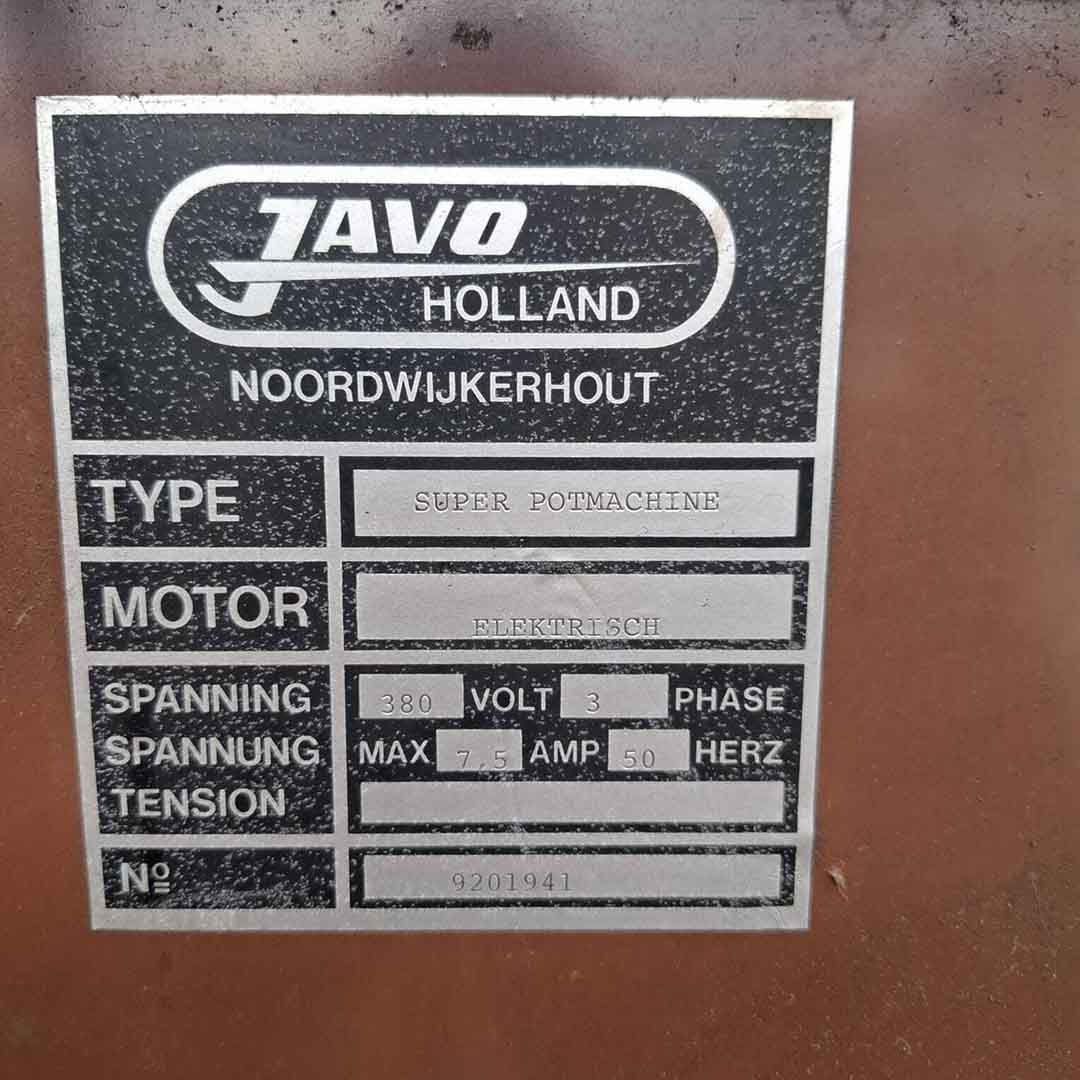 JAVO
HOLLAND
NOORDWIJKERHOUT
TYPE SUPER POTMACHINE
MOTOR ELEKTRISCH
SPANNING 380 VOLT 3 PHASE
SPANNUNG MAX 7,5 AMP 50 HERZ
TENSION
Nº 9201941